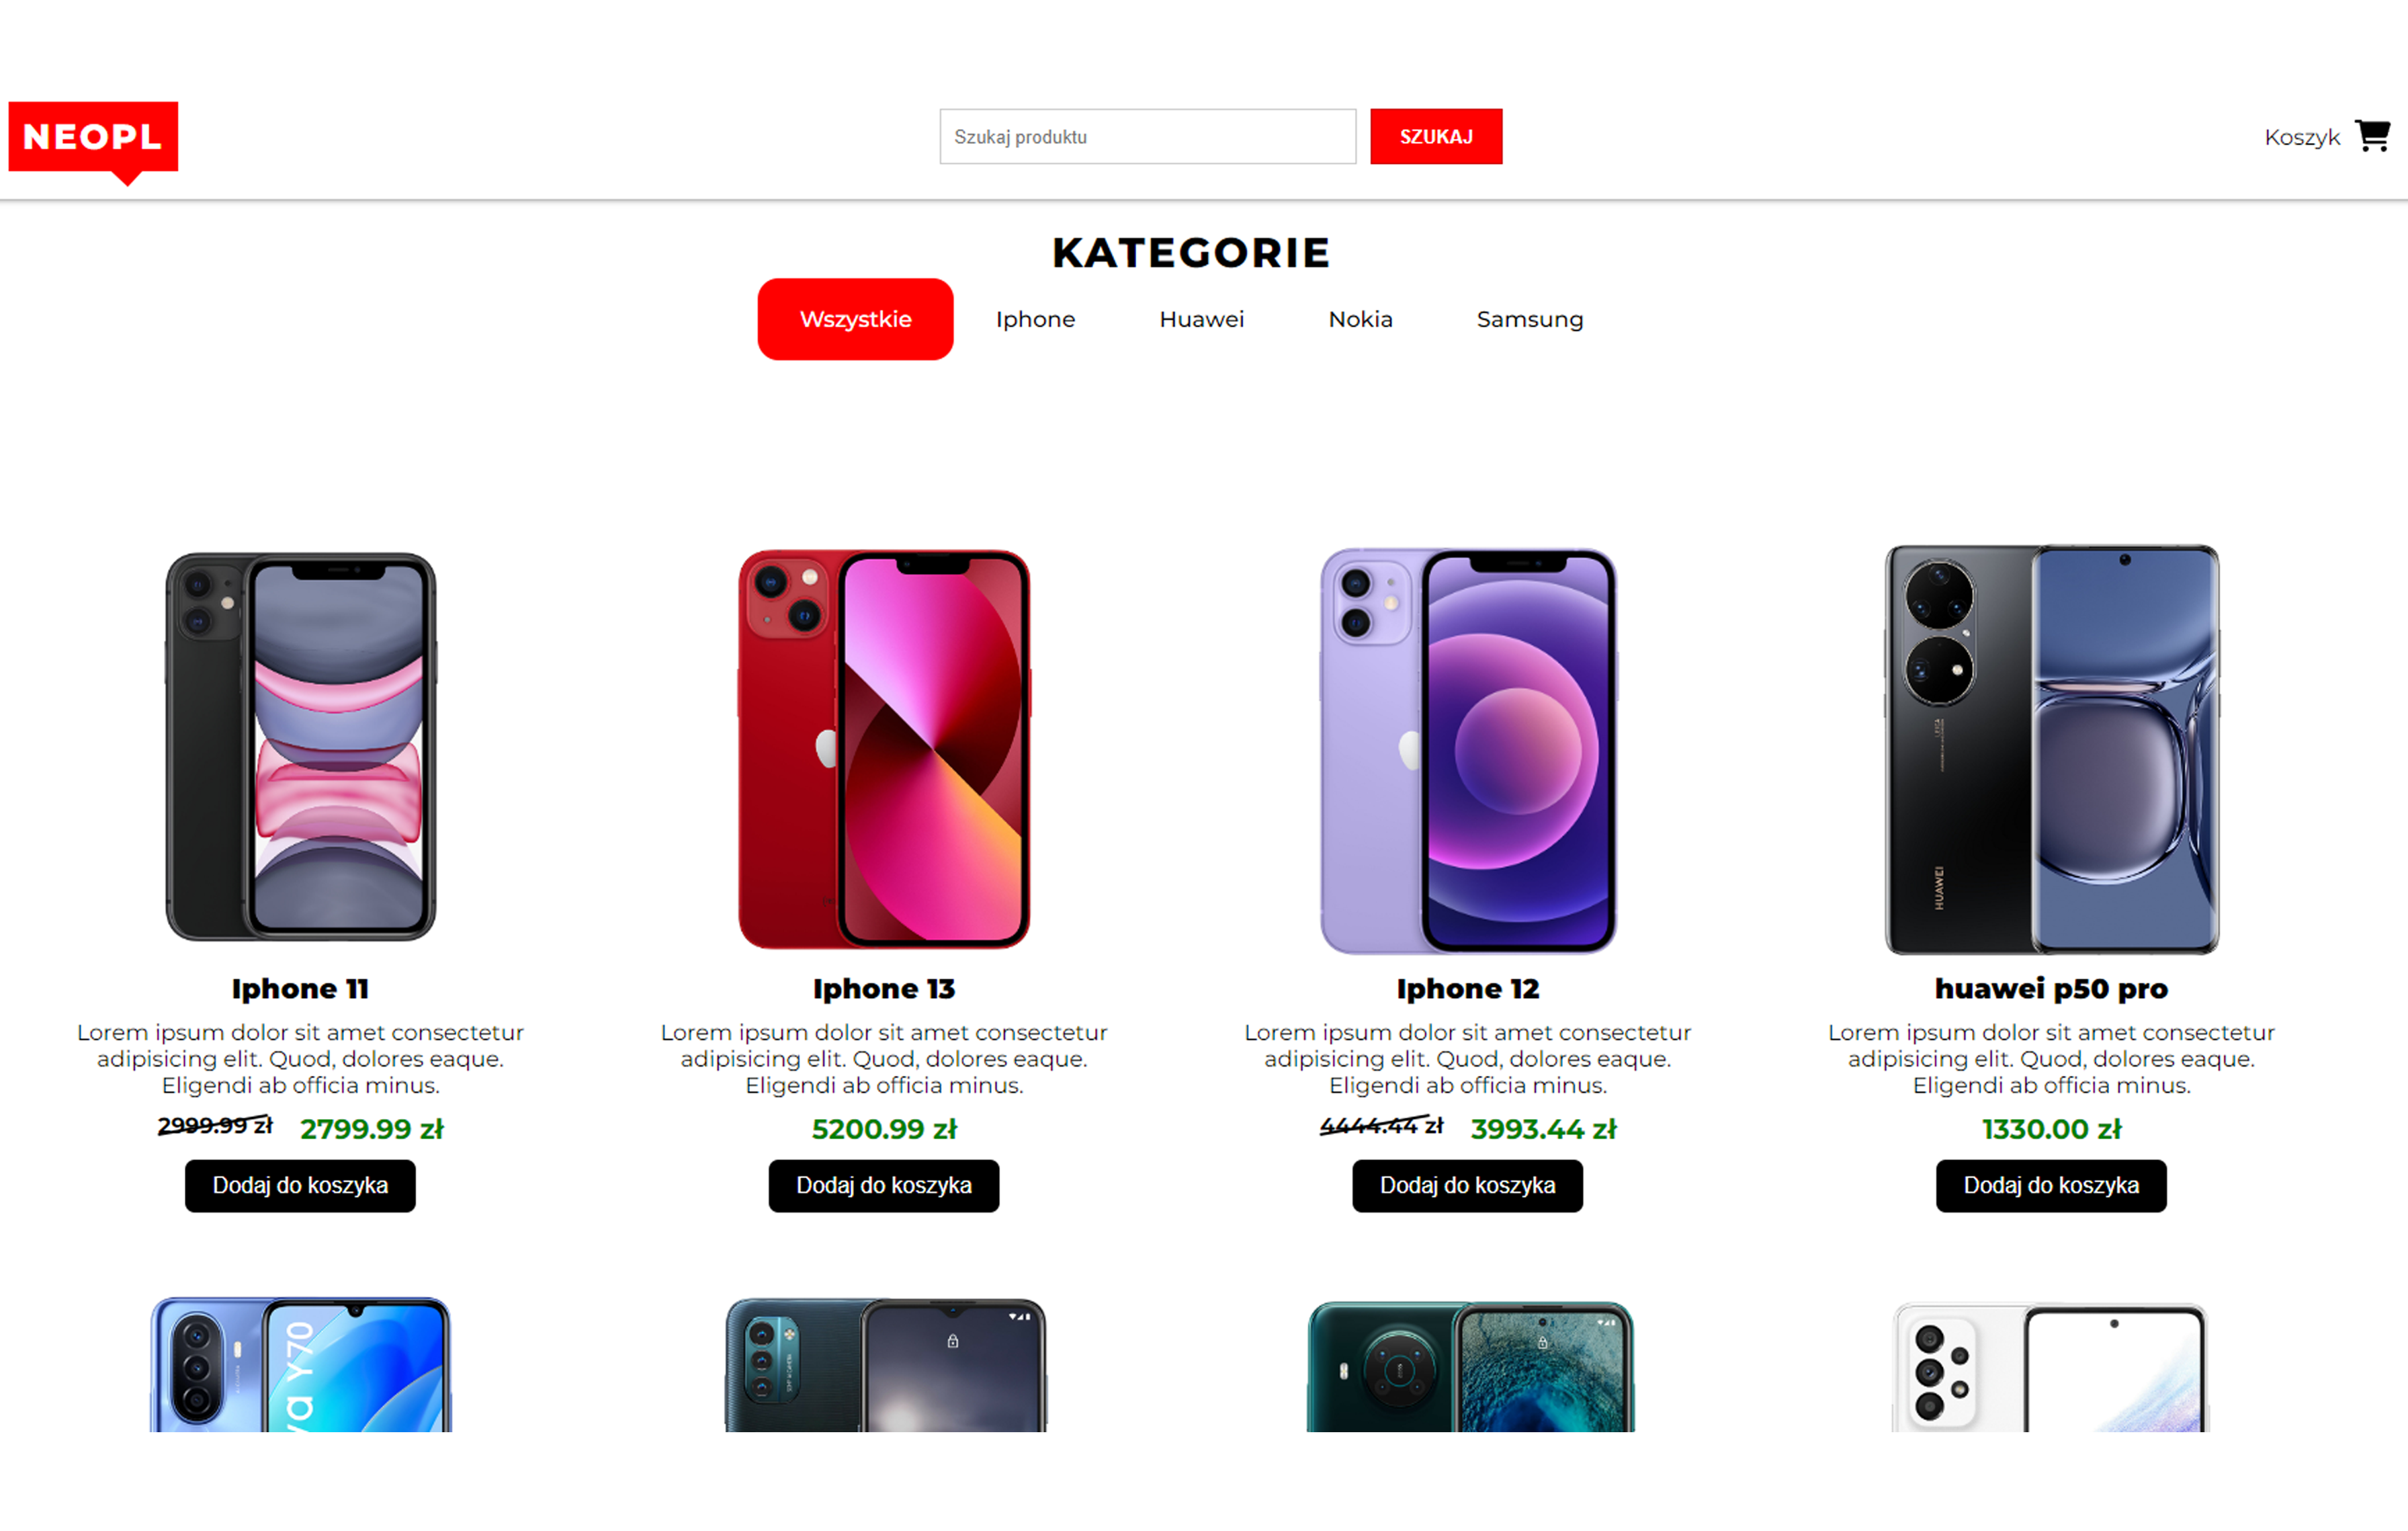 NEOPL
Szukaj produktu
SZUKAJ
Koszyk
KATEGORIE
Wszystkie
Iphone
Huawei
Nokia
Samsung
HUAWEI
Iphone 11
Lorem ipsum dolor sit amet consectetur
adipisicing elit. Quod, dolores eaque.
Eligendi ab officia minus.
2999.99 zł 2799.99 zł
Dodaj do koszyka
Iphone 13
Lorem ipsum dolor sit amet consectetur
adipisicing elit. Quod, dolores eaque.
Eligendi ab officia minus.
5200.99 zł
Dodaj do koszyka
Iphone 12
Lorem ipsum dolor sit amet consectetur
adipisicing elit. Quod, dolores eaque.
Eligendi ab officia minus.
4444.44 zł 3993.44 zł
Dodaj do koszyka
huawei p50 pro
Lorem ipsum dolor sit amet consectetur
adipisicing elit. Quod, dolores eaque.
Eligendi ab officia minus.
1330.00 zł
Dodaj do koszyka
Y70